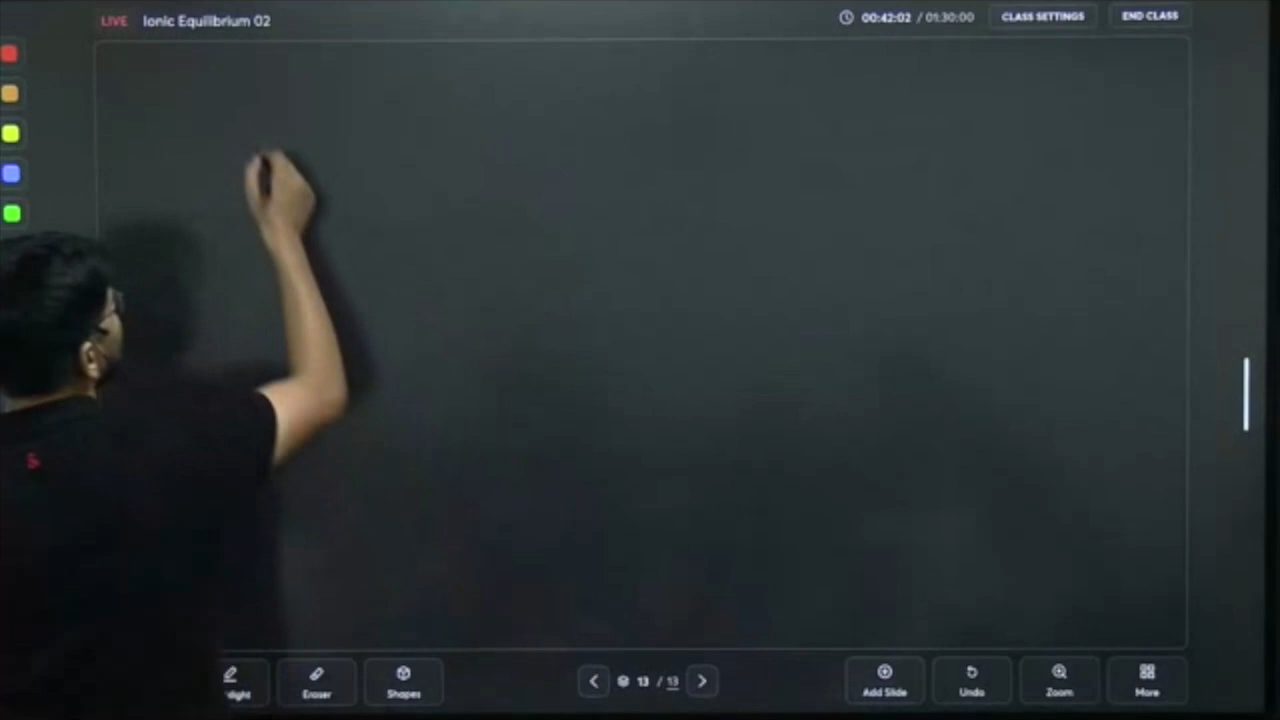 LIVE Ionic Equilibrium 02
00:42:02 / 01:30:00
CLASS SETTINGS
END CLASS
Eraser
Shapes
13 / 13
Add Slide
Undo
Zoom
More